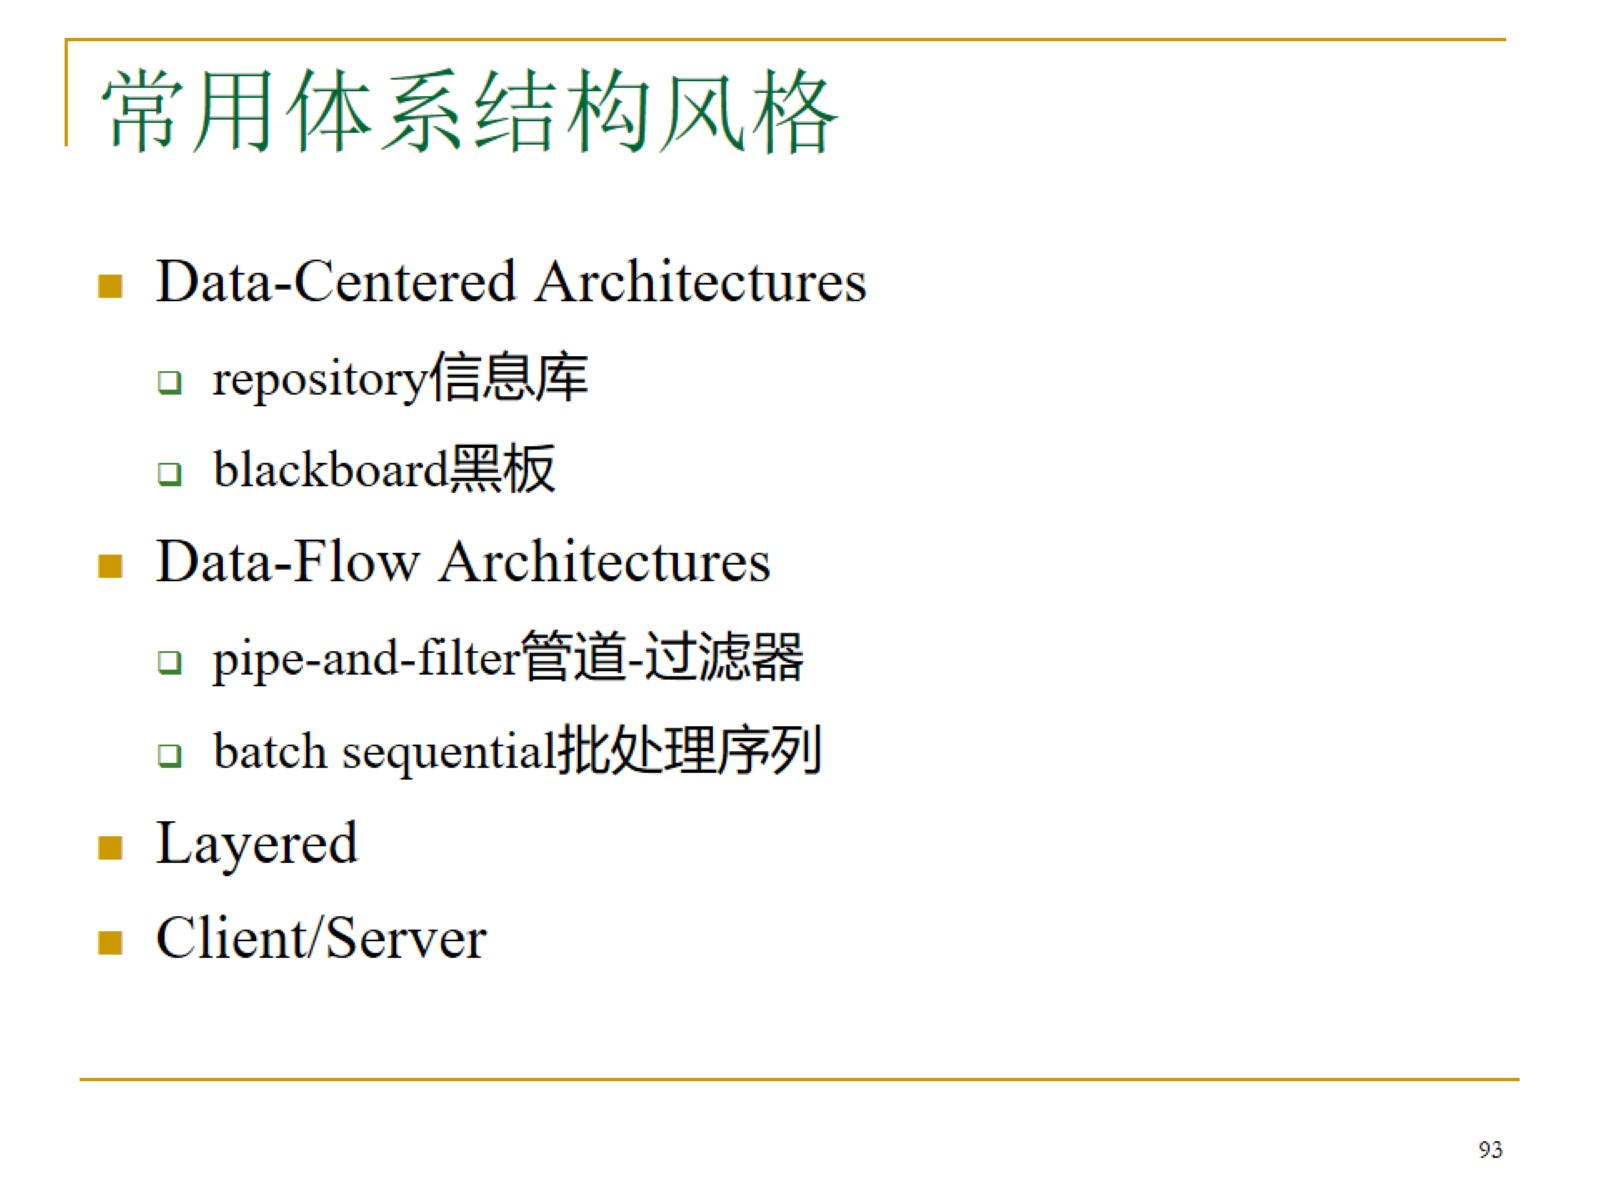 常用体系结构风格
Data-Centered Architectures
repository信息库
blackboard黑板
Data-Flow Architectures
pipe-and-filter管道-过滤器
batch sequential批处理序列
Layered
Client/Server
93